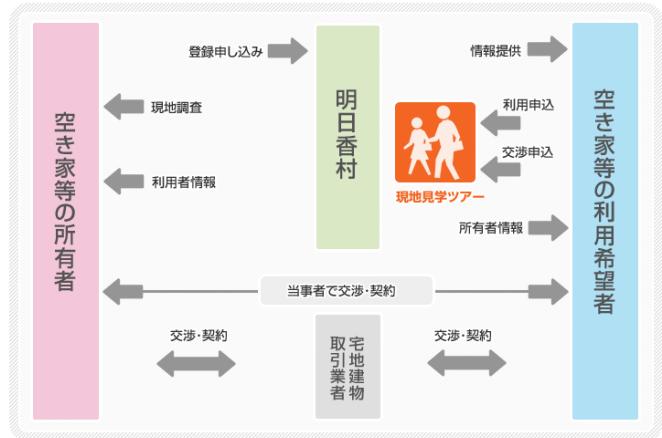 空き家等の所有者
登録申し込み
現地調査
利用者情報
明日香村
情報提供
利用申込
交渉申込
現地見学ツアー
所有者情報
空き家等の利用希望者
当事者で交渉・契約
交渉・契約
宅地建物
取引業者
交渉・契約